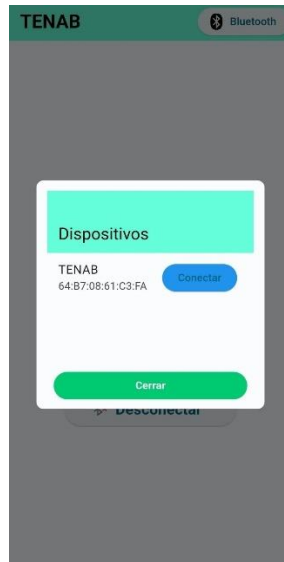 TENAB
Bluetooth
Dispositivos
TENAB
64:B7:08:61:C3:FA
Conectar
Cerrar
Desconectar